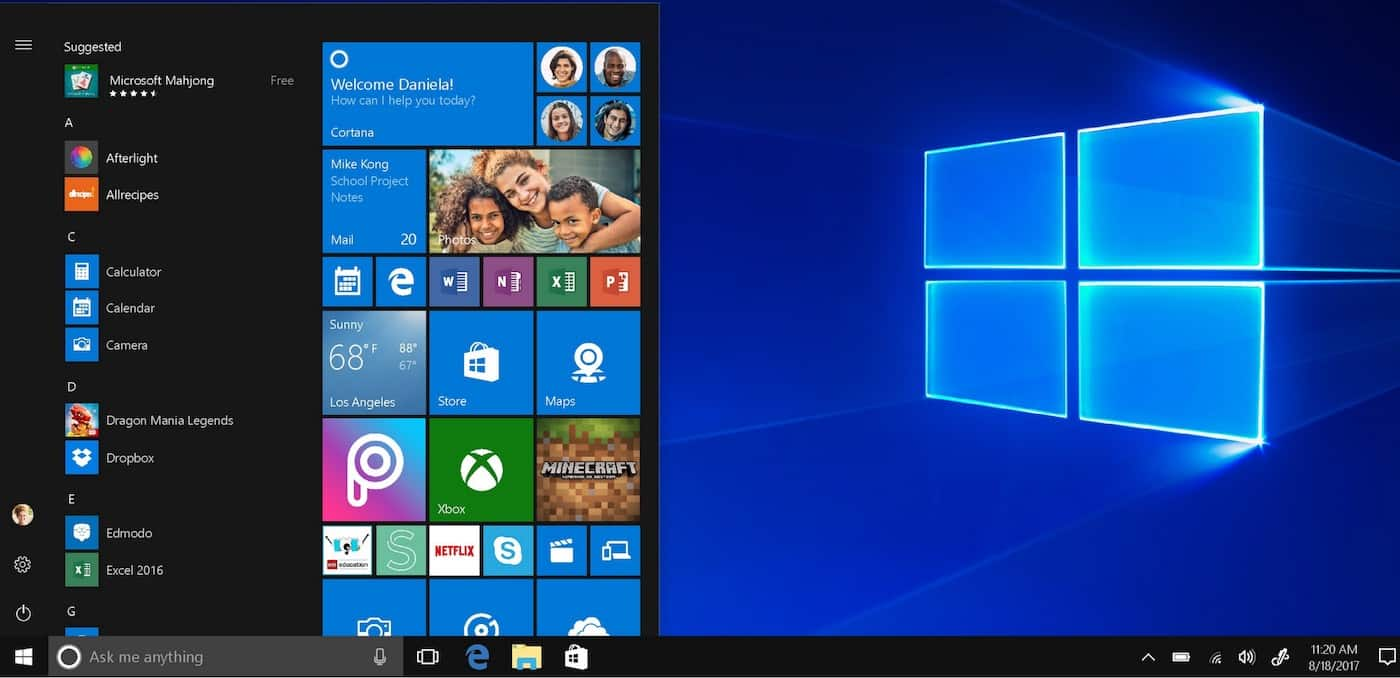 Suggested
Microsoft Mahjong
Free
A
Afterlight
Allrecipes
C
Calculator
Calendar
Camera
D
Dragon Mania Legends
Dropbox
E
Edmodo
Excel 2016
G
Welcome Daniela!
How can I help you today?
Cortana
Mike Kong
School Project
Notes
Mail 20
Photos
W
N
X
P
Sunny
68°F 88°
67°
Los Angeles
Store
Maps
Xbox
MINECRAFT
S
NETFLIX
education
Ask me anything
11:20 AM
8/18/2017